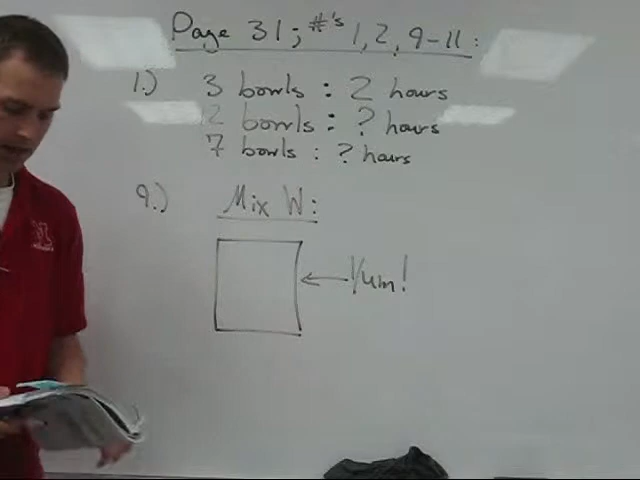 Page 31; #'s 1, 2, 9-11:
1.) 3 bowls : 2 hours
2 bowls : ? hours
7 bowls : ? hours
9.) Mix W:
Yum!